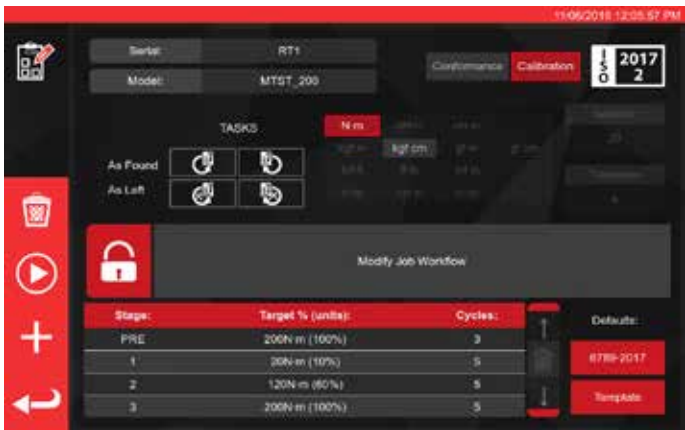 11/06/2018 12:05:57 PM
Serial: RT1
Model: MTST_200
Conformance Calibration
ISO 2017 2
TASKS
N·m
kgf·cm
As Found
As Left
Modify Job Workflow
Stage: Target % (units): Cycles:
PRE 200N·m (100%) 3
1 20N·m (10%) 5
2 120N·m (60%) 5
3 200N·m (100%) 5
Defaults:
6789-2017
Template